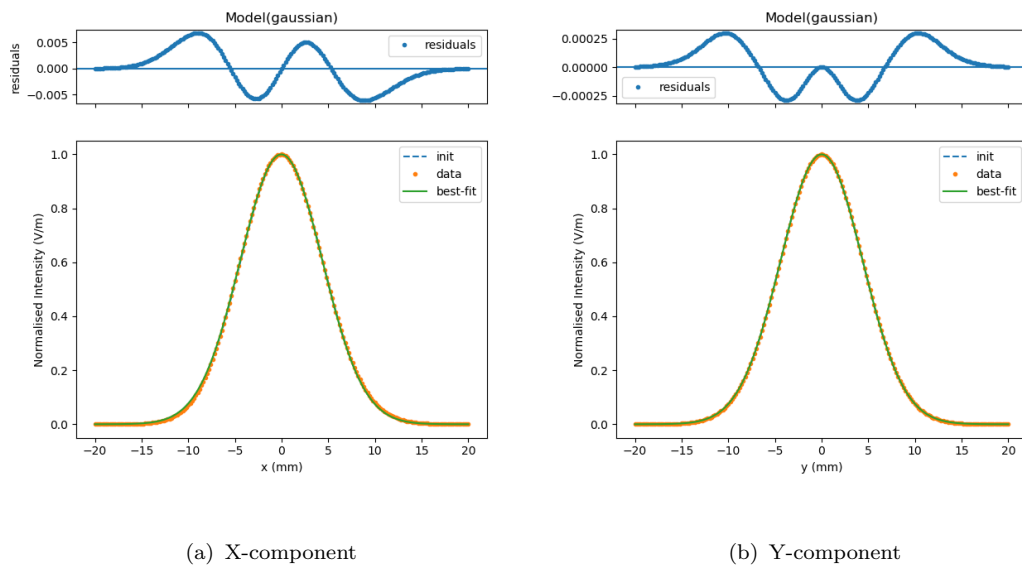 Model(gaussian)
residuals
0.005
0.000
−0.005
residuals
1.0
0.8
0.6
0.4
0.2
0.0
Normalised Intensity (V/m)
init
data
best-fit
−20 −15 −10 −5 0 5 10 15 20
x (mm)
(a) X-component
Model(gaussian)
0.00025
0.00000
−0.00025
residuals
1.0
0.8
0.6
0.4
0.2
0.0
Normalised Intensity (V/m)
init
data
best-fit
−20 −15 −10 −5 0 5 10 15 20
y (mm)
(b) Y-component